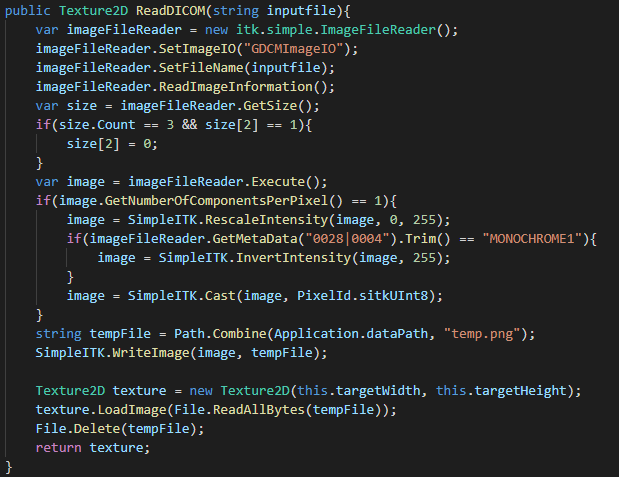 public Texture2D ReadDICOM(string inputfile){
    var imageFileReader = new itk.simple.ImageFileReader();
    imageFileReader.SetImageIO("GDCMImageIO");
    imageFileReader.SetFileName(inputfile);
    imageFileReader.ReadImageInformation();
    var size = imageFileReader.GetSize();
    if(size.Count == 3 && size[2] == 1){
        size[2] = 0;
    }
    var image = imageFileReader.Execute();
    if(image.GetNumberOfComponentsPerPixel() == 1){
        image = SimpleITK.RescaleIntensity(image, 0, 255);
        if(imageFileReader.GetMetaData("0028|0004").Trim() == "MONOCHROME1"){
            image = SimpleITK.InvertIntensity(image, 255);
        }
        image = SimpleITK.Cast(image, PixelId.sitkUInt8);
    }
    string tempFile = Path.Combine(Application.dataPath, "temp.png");
    SimpleITK.WriteImage(image, tempFile);

    Texture2D texture = new Texture2D(this.targetWidth, this.targetHeight);
    texture.LoadImage(File.ReadAllBytes(tempFile));
    File.Delete(tempFile);
    return texture;
}